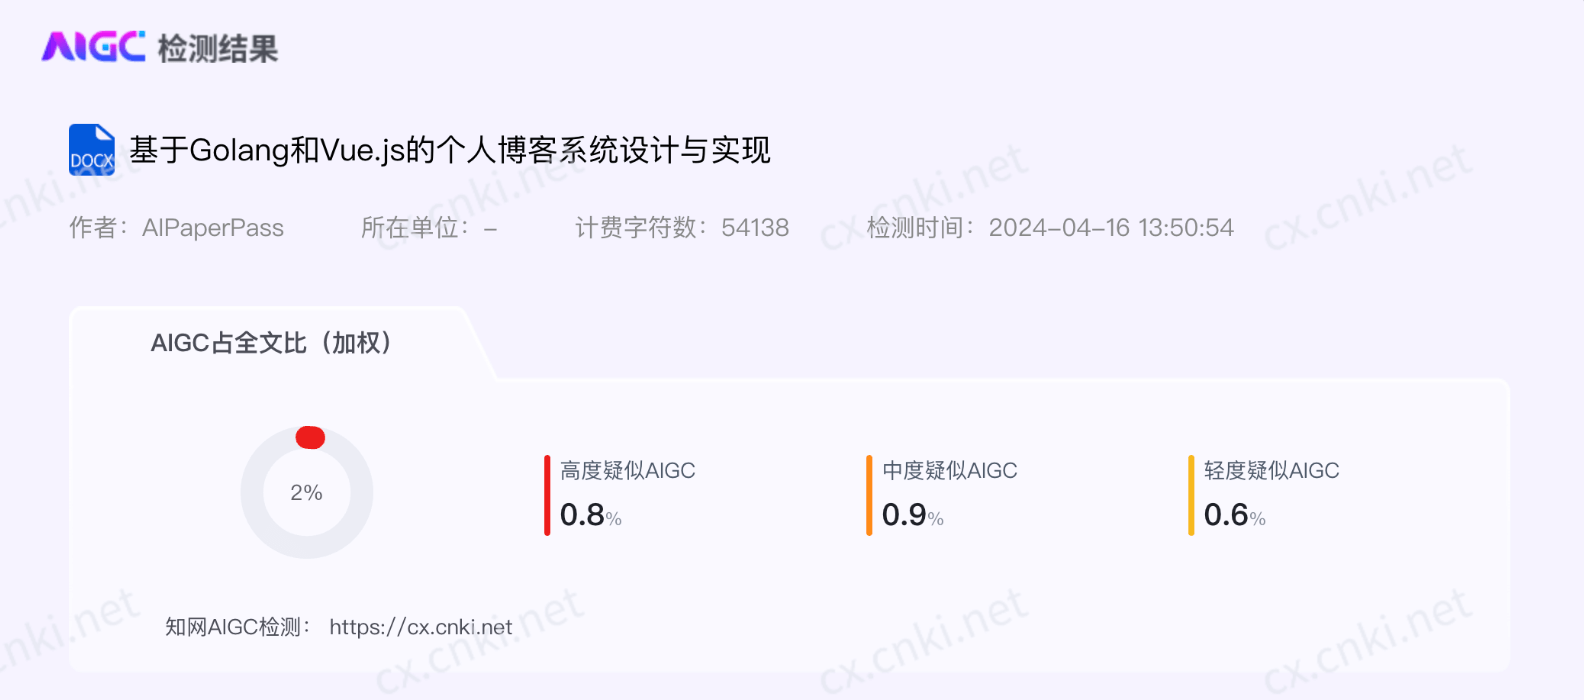 AIGC 检测结果
DOCX 基于Golang和Vue.js的个人博客系统设计与实现
作者：AIPaperPass 所在单位：– 计费字符数：54138 检测时间：2024–04–16 13:50:54
AIGC占全文比（加权）
2%
高度疑似AIGC 中度疑似AIGC 轻度疑似AIGC
0.8% 0.9% 0.6%
知网AIGC检测： https://cx.cnki.net
cx.cnki.net
cx.cnki.net
cx.cnki.net
cx.cnki.net
cx.cnki.net
cx.cnki.net
cnki.net
cnki.net